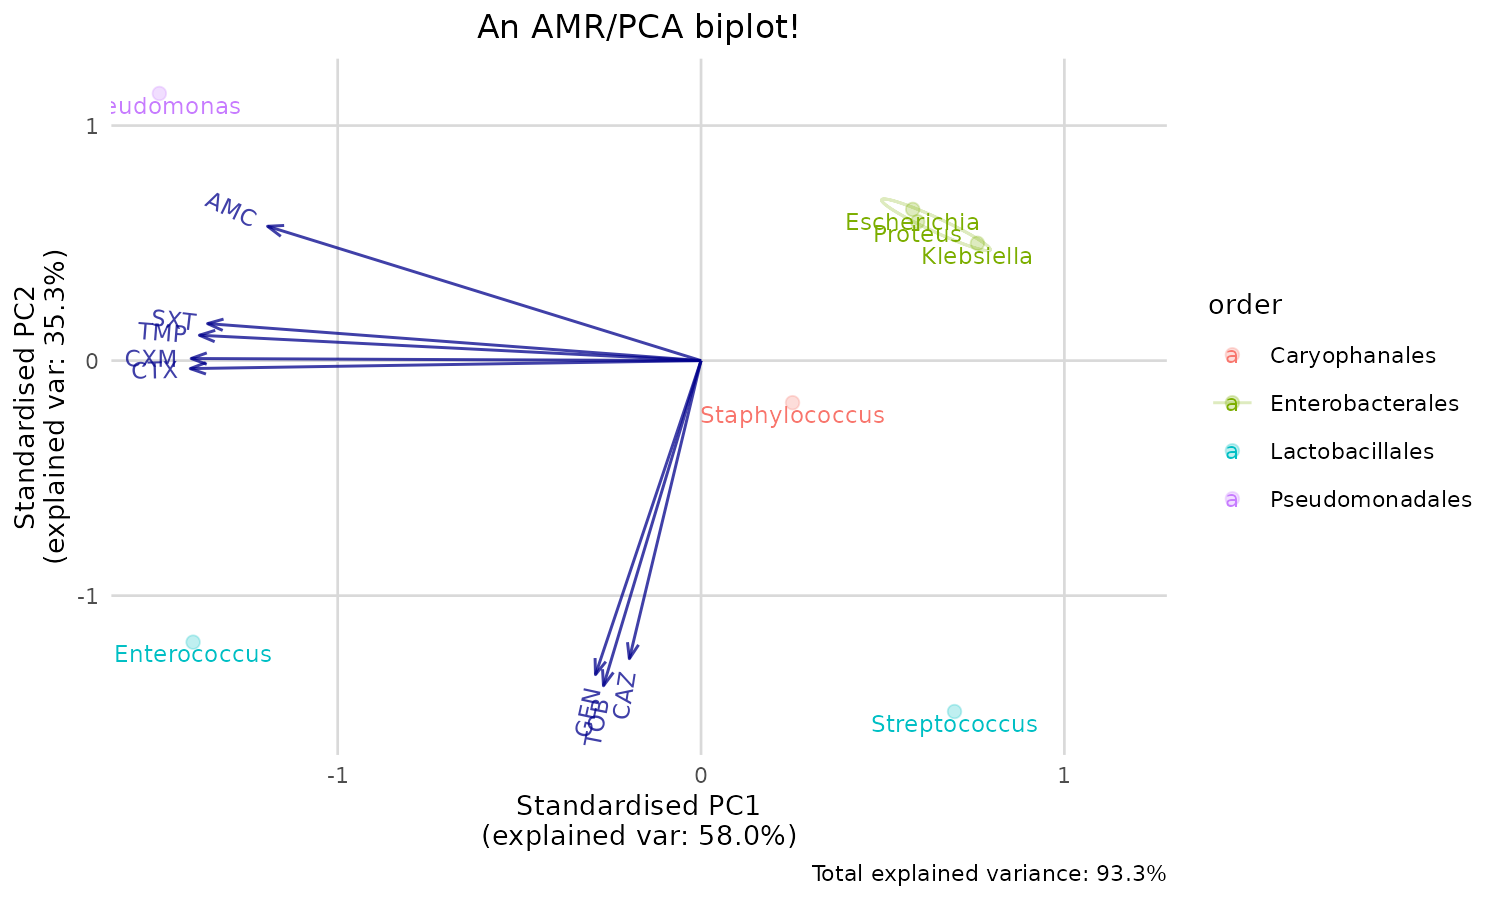 An AMR/PCA biplot!
eudomonas
1
AMC
Escherichia
Proteus
Klebsiella
SXT
TMP
CXM
CTX
0
Staphylococcus
Standardised PC2
(explained var: 35.3%)
-1
Enterococcus
GEN
TOB
CAZ
Streptococcus
-1
0
1
Standardised PC1
(explained var: 58.0%)
Total explained variance: 93.3%
order
a Caryophanales
a Enterobacterales
a Lactobacillales
a Pseudomonadales